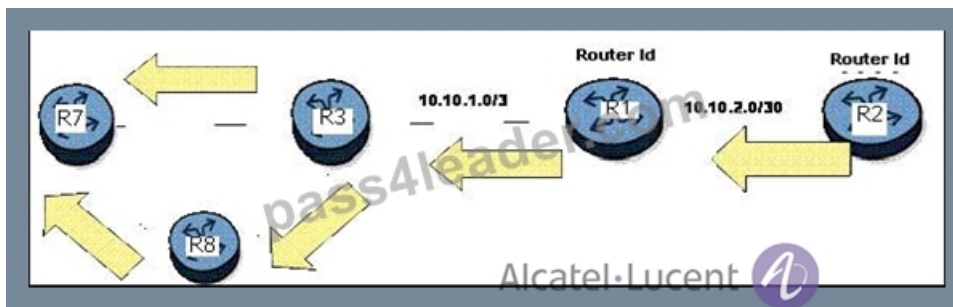 Router Id
Router Id
R7
R3
10.10.1.0/3
R1
10.10.2.0/30
R2
R8
pass4leader.com
Alcatel·Lucent